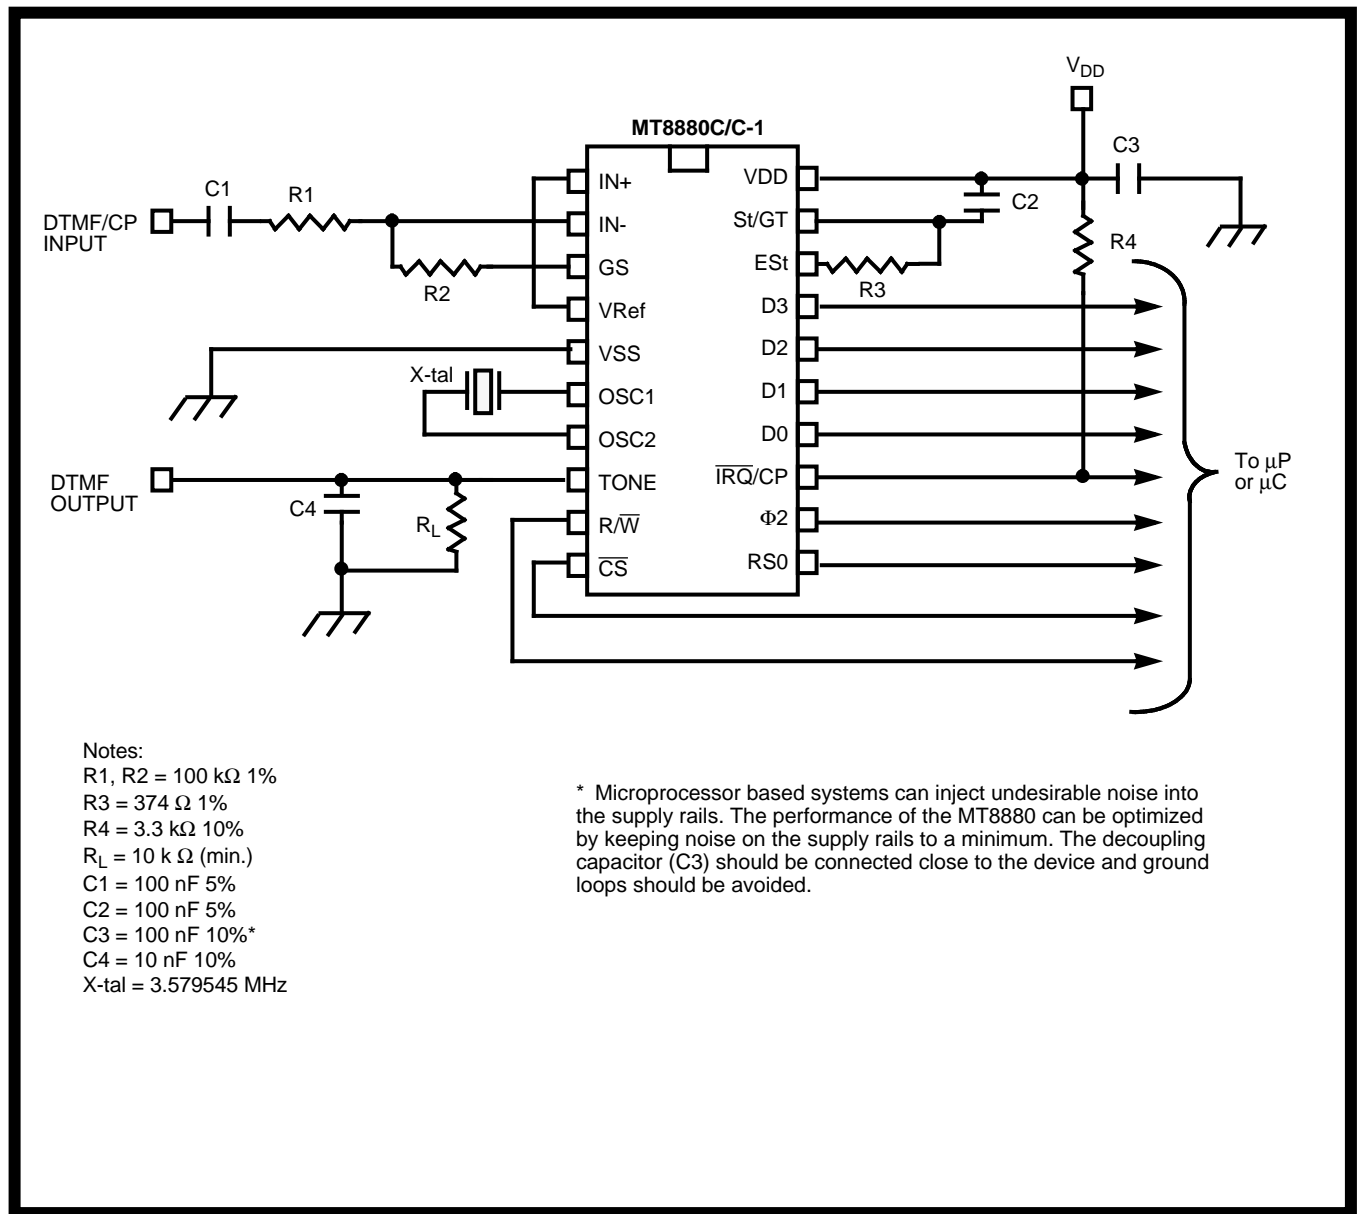 V_DD
MT8880C/C-1
C3
C1
R1
IN+
VDD
C2
DTMF/CP
INPUT
IN-
St/GT
R4
GS
ESt
R2
R3
VRef
D3
VSS
D2
X-tal
OSC1
D1
OSC2
D0
DTMF
OUTPUT
TONE
I̅R̅Q̅/CP
To μP
or μC
C4
R_L
R/W̅
Φ2
C̅S̅
RS0
Notes:
R1, R2 = 100 kΩ 1%
R3 = 374 Ω 1%
R4 = 3.3 kΩ 10%
R_L = 10 k Ω (min.)
C1 = 100 nF 5%
C2 = 100 nF 5%
C3 = 100 nF 10%*
C4 = 10 nF 10%
X-tal = 3.579545 MHz
* Microprocessor based systems can inject undesirable noise into
the supply rails. The performance of the MT8880 can be optimized
by keeping noise on the supply rails to a minimum. The decoupling
capacitor (C3) should be connected close to the device and ground
loops should be avoided.